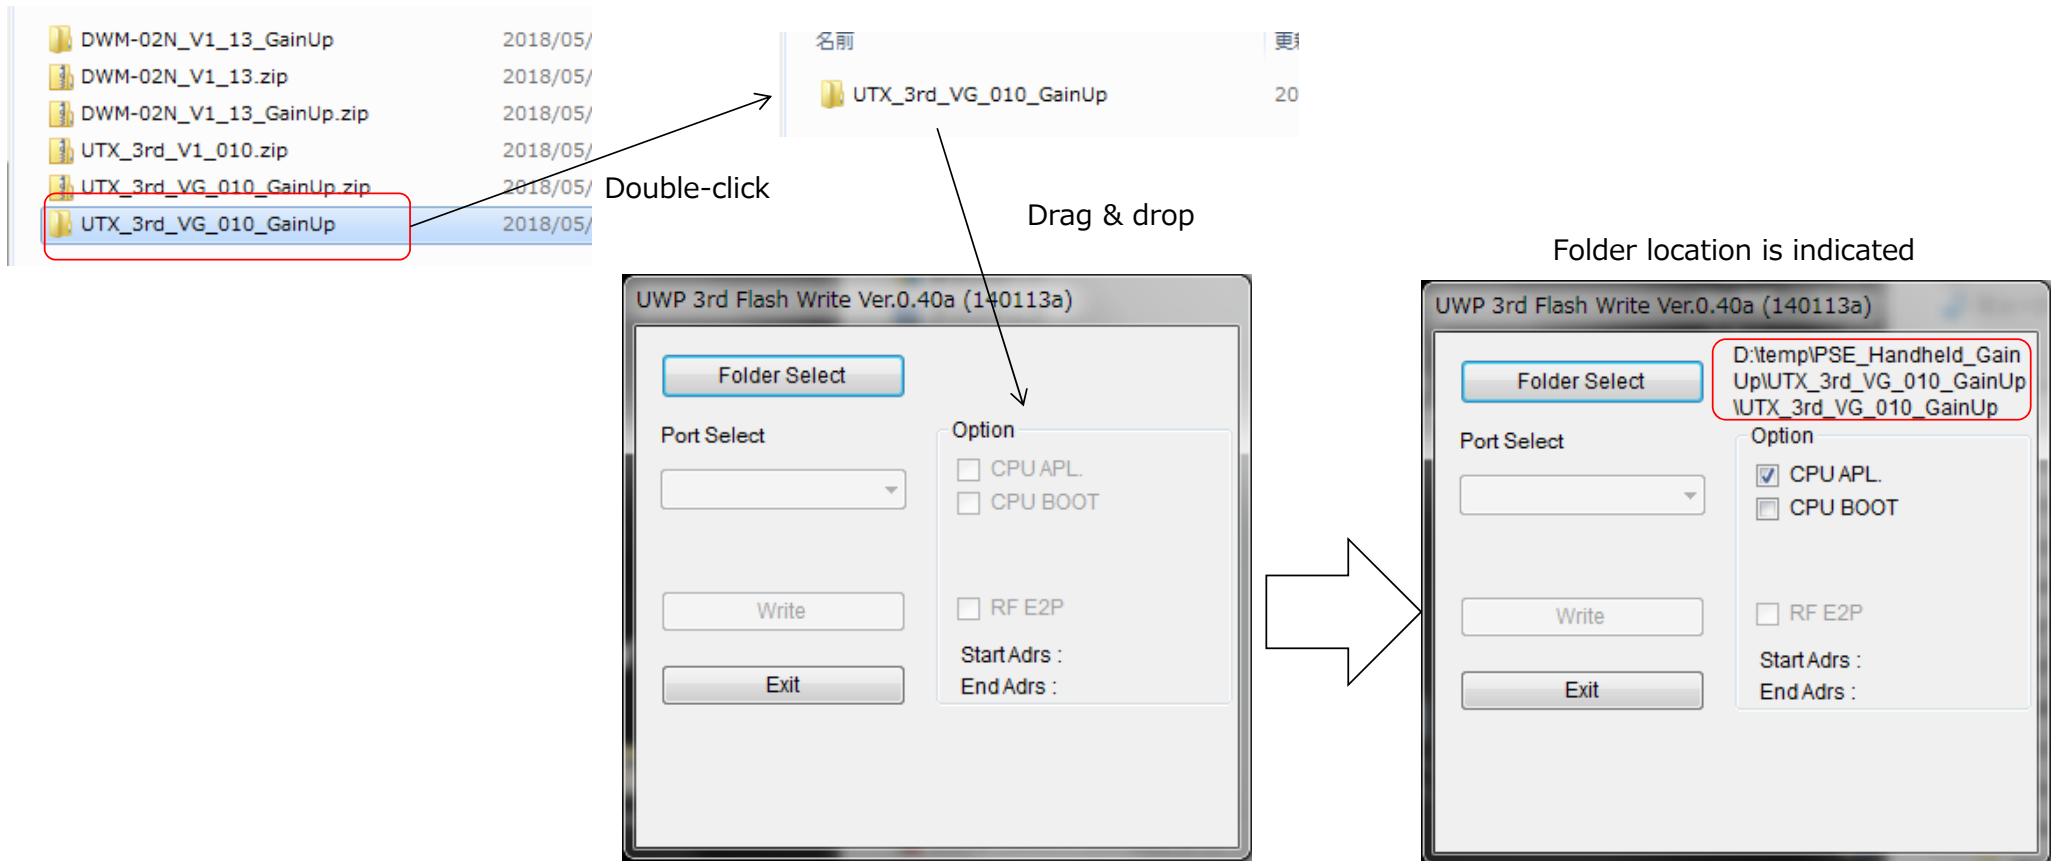 DWM-02N_V1_13_GainUp 2018/05/
DWM-02N_V1_13.zip 2018/05/
DWM-02N_V1_13_GainUp.zip 2018/05/
UTX_3rd_V1_010.zip 2018/05/
UTX_3rd_VG_010_GainUp.zip 2018/05/
UTX_3rd_VG_010_GainUp 2018/05/
名前
UTX_3rd_VG_010_GainUp 20
Double-click
Drag & drop
Folder location is indicated
UWP 3rd Flash Write Ver.0.40a (140113a)
Folder Select
Port Select
Option
CPU APL.
CPU BOOT
Write
RF E2P
Start Adrs :
End Adrs :
Exit
UWP 3rd Flash Write Ver.0.40a (140113a)
Folder Select
D:\temp\PSE_Handheld_Gain
Up\UTX_3rd_VG_010_GainUp
\UTX_3rd_VG_010_GainUp
Port Select
Option
CPU APL.
CPU BOOT
Write
RF E2P
Start Adrs :
End Adrs :
Exit